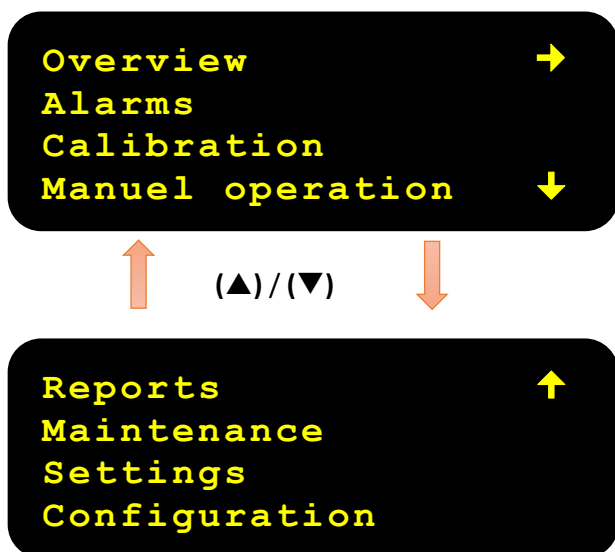 Overview →
Alarms
Calibration
Manuel operation ↓
(▲)/(▼)
Reports ↑
Maintenance
Settings
Configuration